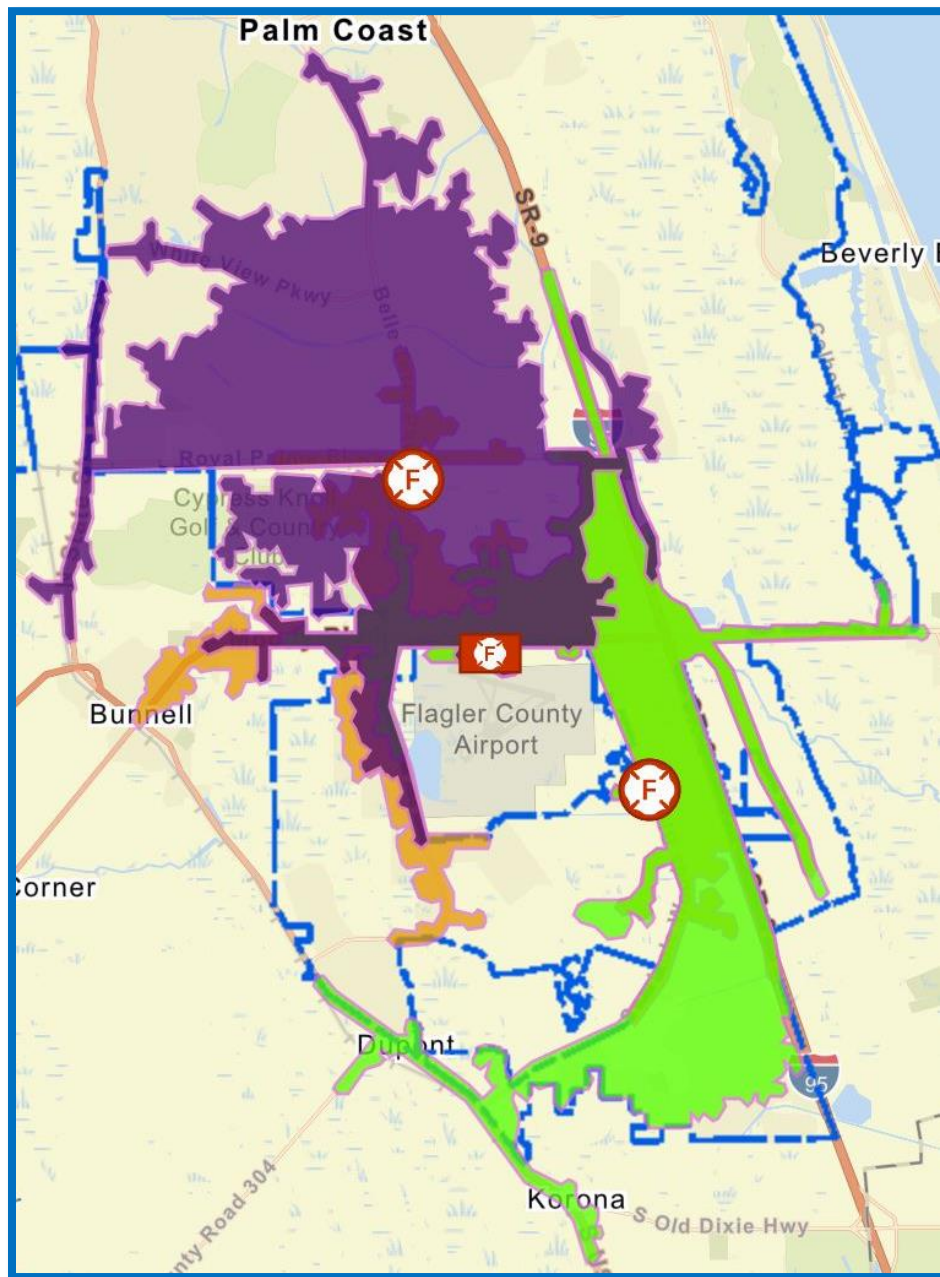 Palm Coast
SR-9
Beverly B
White View Pkwy
Belle
Colbert
Royal Palms
F
Cypress Knoll
Golf & Country
Club
F
Bunnell
Flagler County
Airport
F
Corner
Dupont
95
Korona
County Road 304
S Old Dixie Hwy